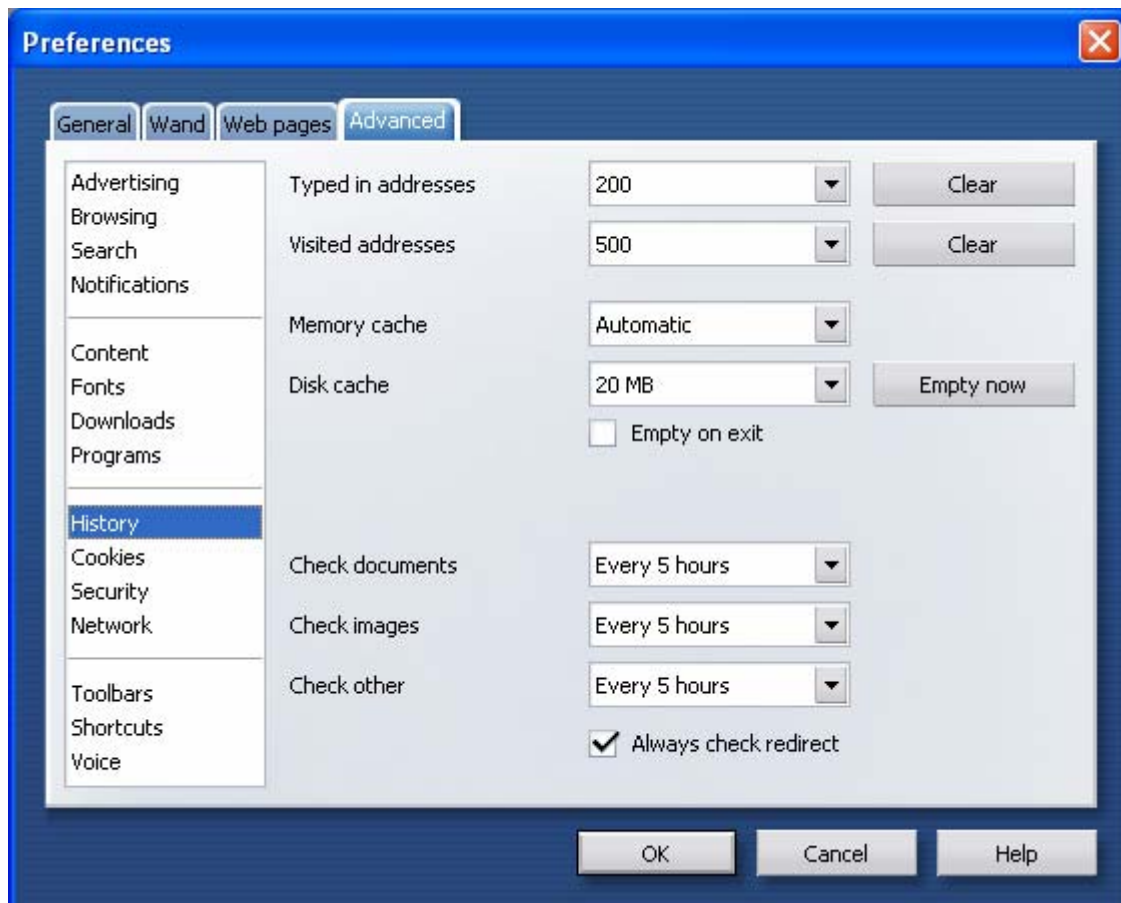 Preferences
General Wand Web pages Advanced
Advertising
Browsing
Search
Notifications
Content
Fonts
Downloads
Programs
History
Cookies
Security
Network
Toolbars
Shortcuts
Voice
Typed in addresses 200 Clear
Visited addresses 500 Clear
Memory cache Automatic
Disk cache 20 MB Empty now
Empty on exit
Check documents Every 5 hours
Check images Every 5 hours
Check other Every 5 hours
Always check redirect
OK Cancel Help